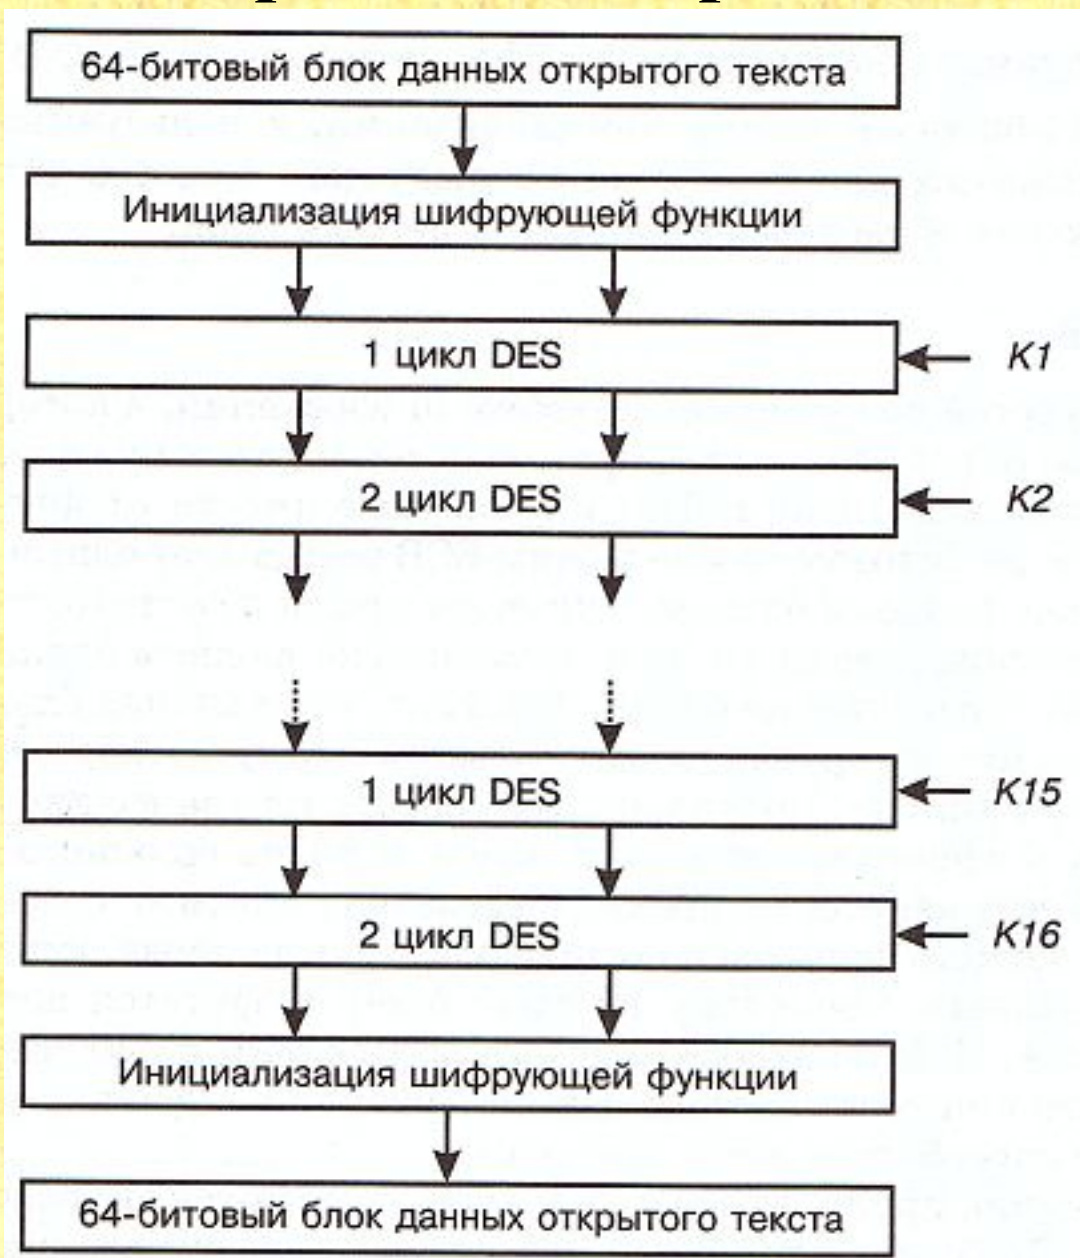 64-битовый блок данных открытого текста
Инициализация шифрующей функции
1 цикл DES K1
2 цикл DES K2
1 цикл DES K15
2 цикл DES K16
Инициализация шифрующей функции
64-битовый блок данных открытого текста